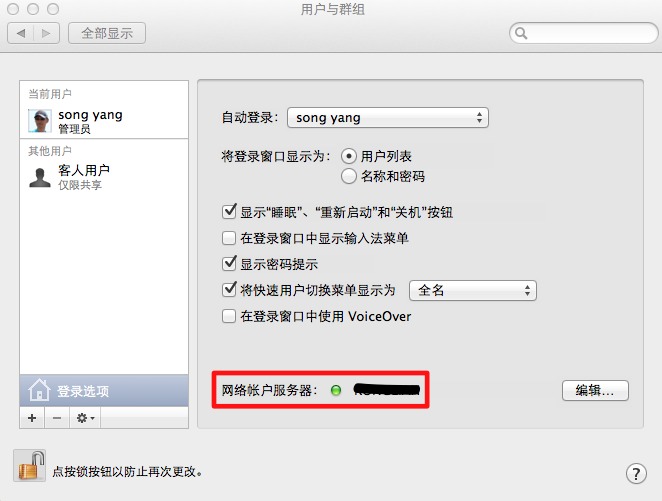 用户与群组
全部显示
当前用户
song yang
管理员
其他用户
客人用户
仅限共享
登录选项
自动登录： song yang
将登录窗口显示为： 用户列表
名称和密码
显示“睡眠”、“重新启动”和“关机”按钮
在登录窗口中显示输入法菜单
显示密码提示
将快速用户切换菜单显示为 全名
在登录窗口中使用 VoiceOver
网络帐户服务器：
编辑...
点按锁按钮以防止再次更改。
?